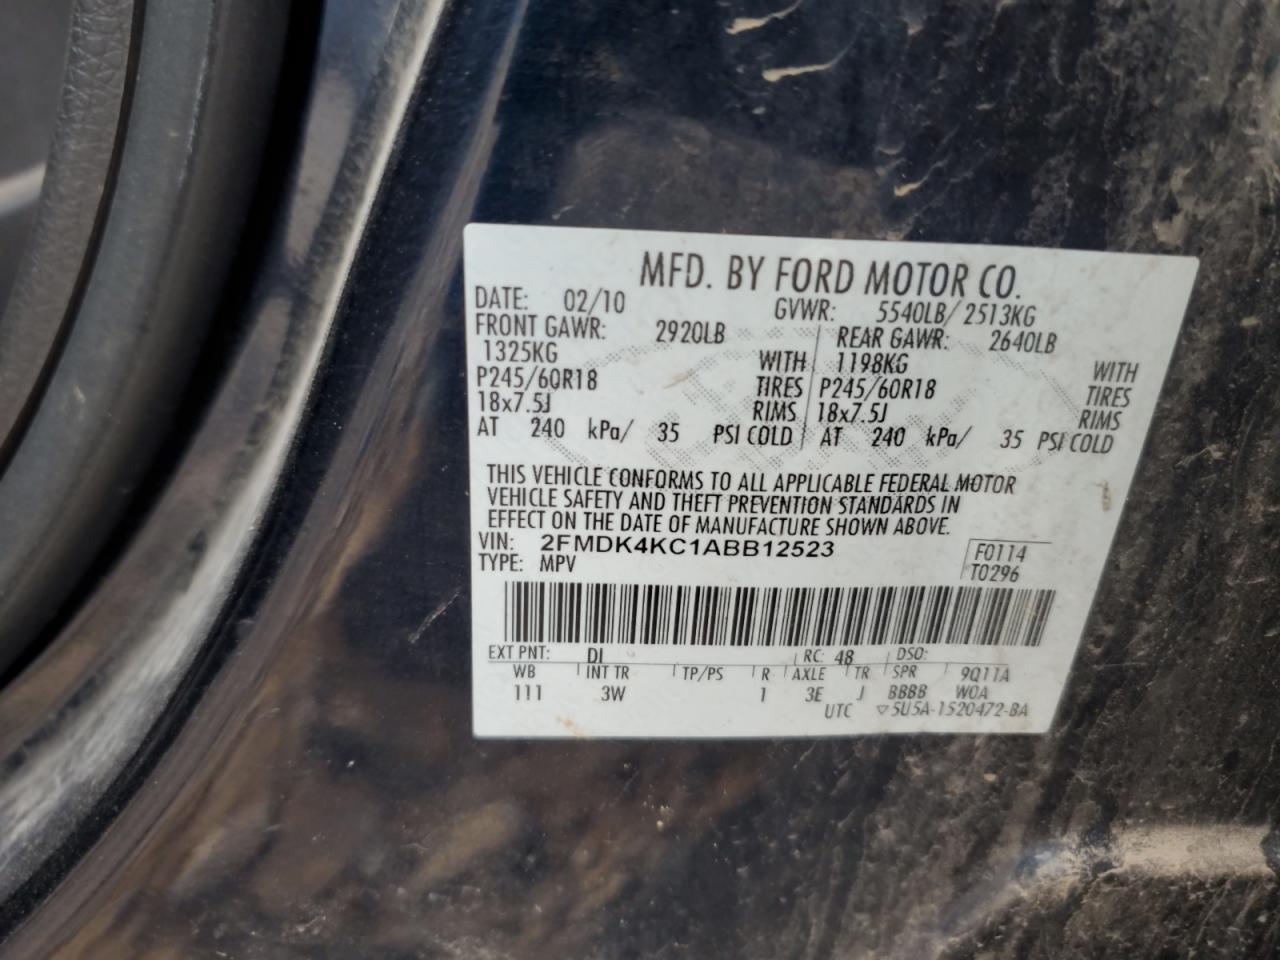 MFD. BY FORD MOTOR CO.
DATE: 02/10 GVWR: 5540LB/ 2513KG
FRONT GAWR: 2920LB REAR GAWR: 2640LB
1325KG WITH 1198KG WITH
P245/60R18 TIRES P245/60R18 TIRES
18x7.5J RIMS 18x7.5J RIMS
AT 240 kPa/ 35 PSI COLD AT 240 kPa/ 35 PSI COLD
THIS VEHICLE CONFORMS TO ALL APPLICABLE FEDERAL MOTOR
VEHICLE SAFETY AND THEFT PREVENTION STANDARDS IN
EFFECT ON THE DATE OF MANUFACTURE SHOWN ABOVE.
VIN: 2FMDK4KC1ABB12523 F0114
TYPE: MPV T0296
EXT PNT: DI RC: 48 DSO:
WB INT TR TP/PS R AXLE TR SPR 9Q11A
111 3W 1 3E J BBBB WOA
UTC ▽5U5A-1520472-BA